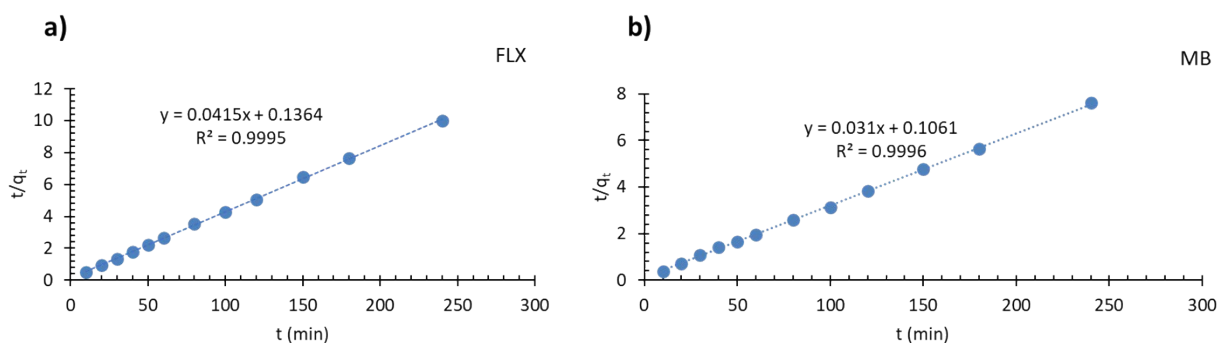 a)
FLX
12
10
8
6
4
2
0
y = 0.0415x + 0.1364
R² = 0.9995
t/qt
0 50 100 150 200 250 300
t (min)
b)
MB
8
6
4
2
0
y = 0.031x + 0.1061
R² = 0.9996
t/qt
0 50 100 150 200 250 300
t (min)